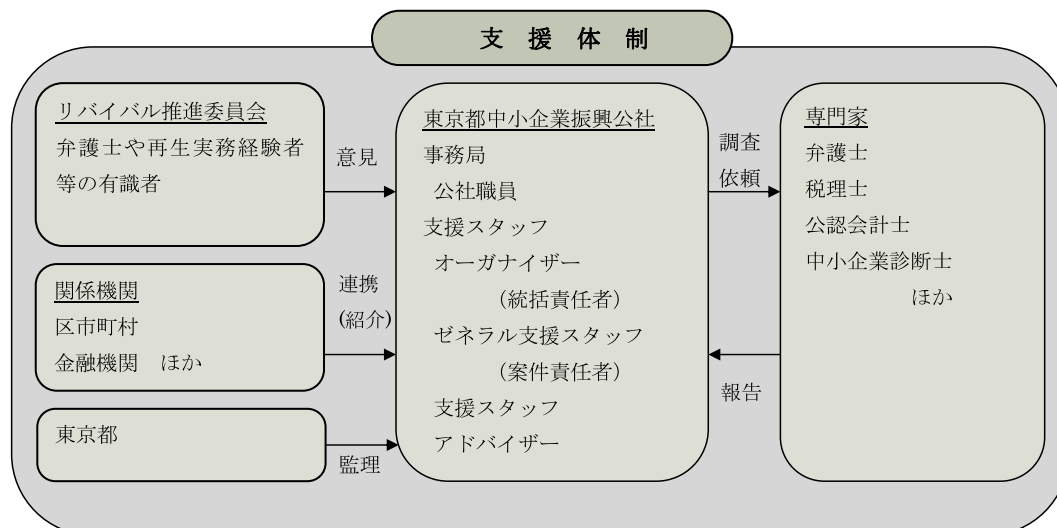 支援体制
リバイバル推進委員会
弁護士や再生実務経験者
等の有識者
意見
関係機関
区市町村
金融機関　ほか
連携
(紹介)
東京都
監理
東京都中小企業振興公社
事務局
公社職員
支援スタッフ
オーガナイザー
（統括責任者）
ゼネラル支援スタッフ
（案件責任者）
支援スタッフ
アドバイザー
調査
依頼
報告
専門家
弁護士
税理士
公認会計士
中小企業診断士
ほか